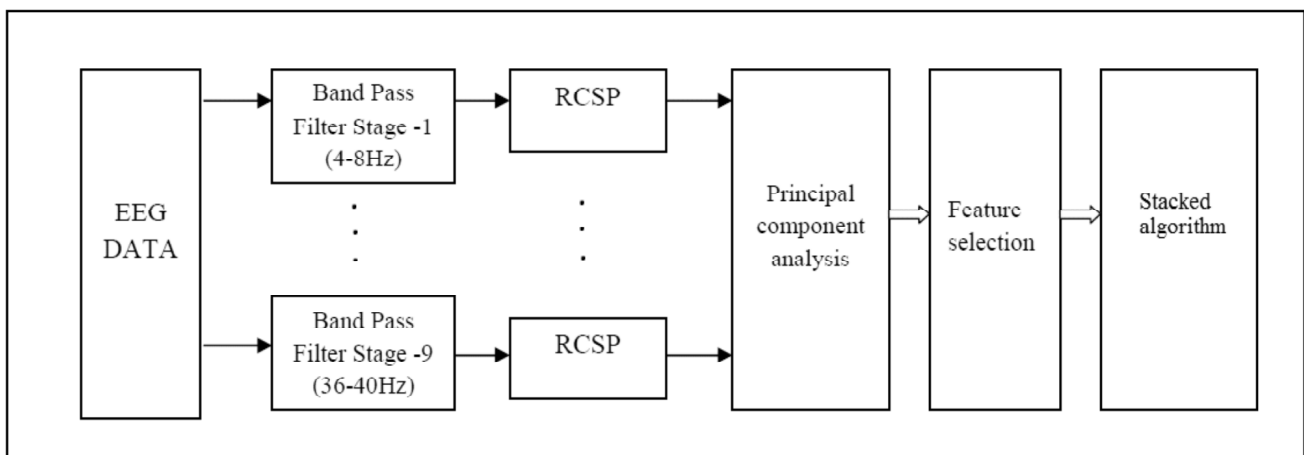 EEG
DATA
Band Pass
Filter Stage -1
(4-8Hz)
RCSP
Band Pass
Filter Stage -9
(36-40Hz)
RCSP
Principal
component
analysis
Feature
selection
Stacked
algorithm